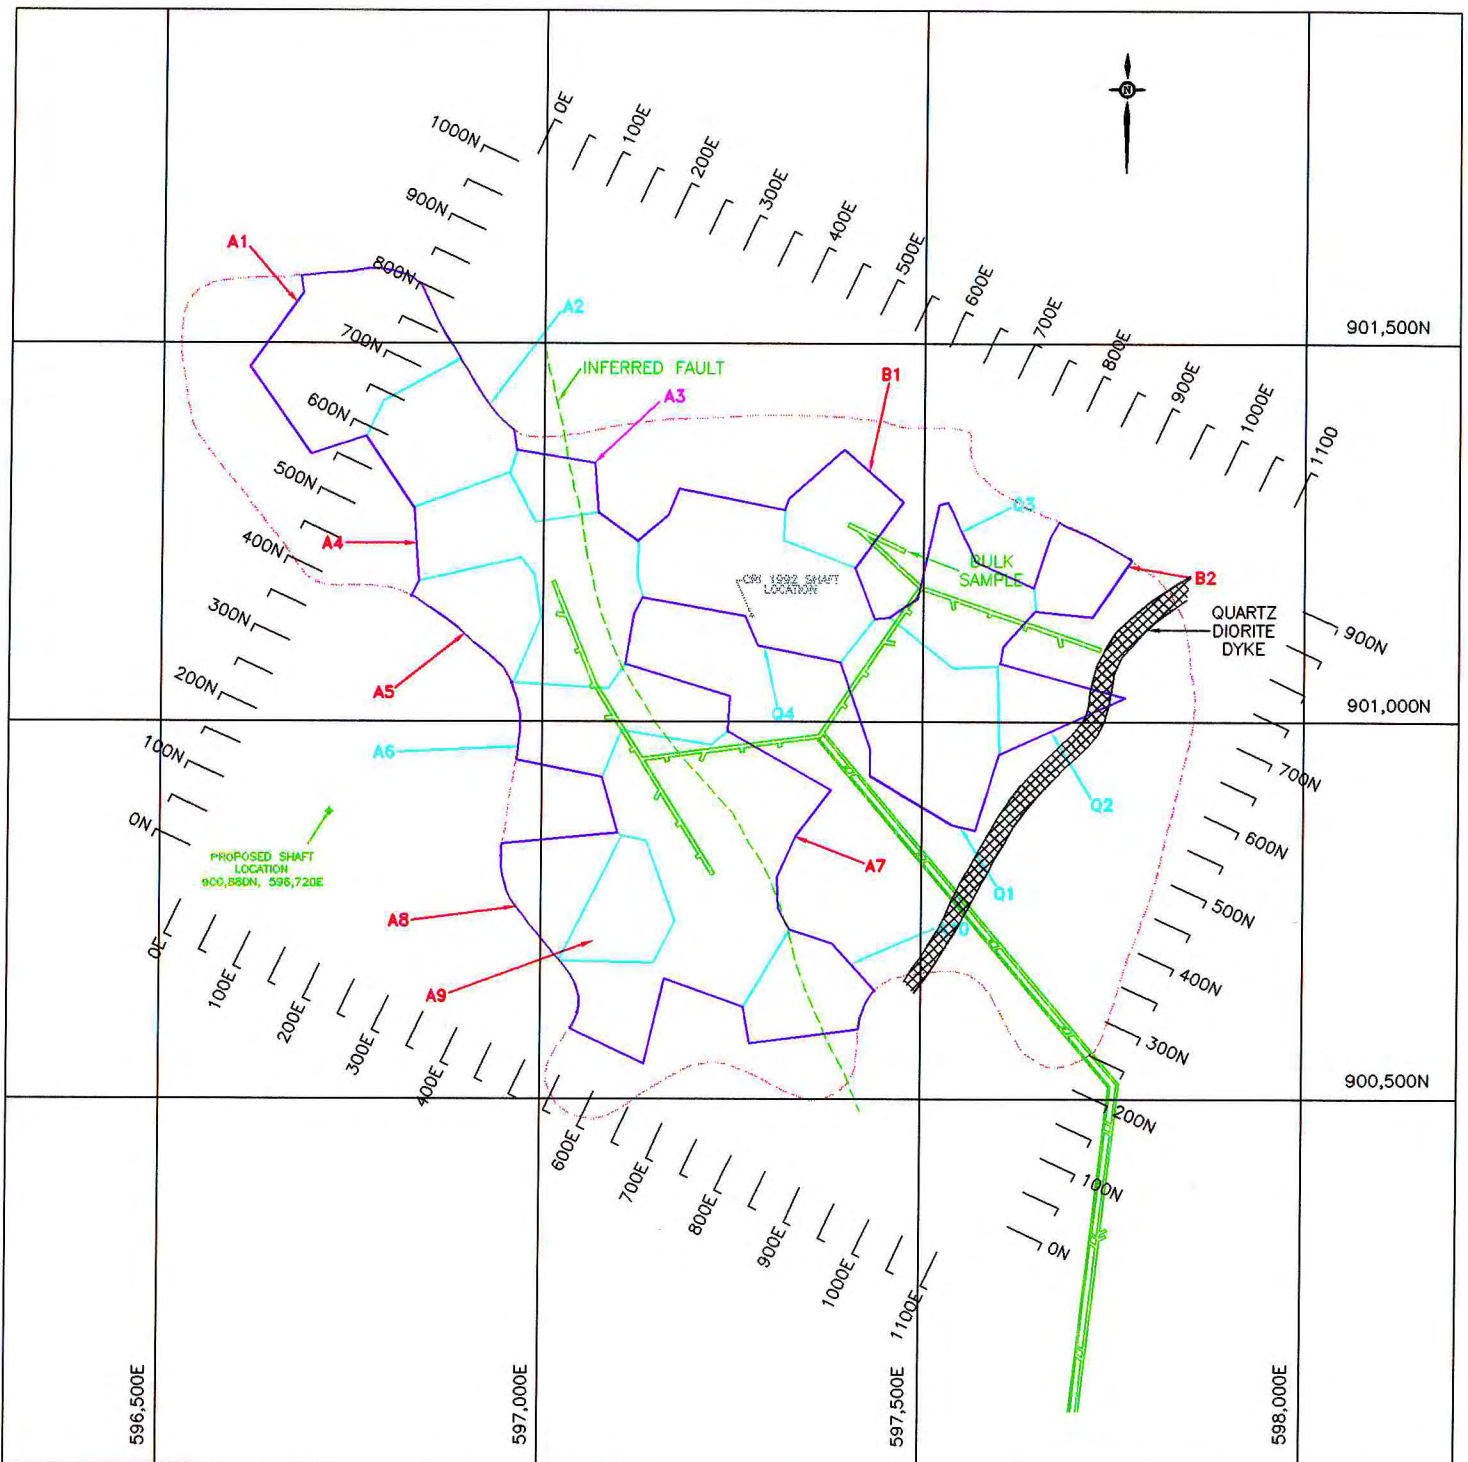 N
0E
100E
200E
300E
400E
500E
600E
700E
800E
900E
1000E
1100
1000N
900N
800N
700N
600N
500N
400N
300N
200N
100N
0N
A1
A2
INFERRED FAULT
A3
B1
901,500N
Q3
A4
BULK
SAMPLE
CRI 1992 SHAFT
LOCATION
B2
QUARTZ
DIORITE
DYKE
900N
A5
Q4
901,000N
A6
700N
Q2
600N
PROPOSED SHAFT
LOCATION
900,880N, 596,720E
A7
Q1
500N
A8
400N
A9
300N
900,500N
200N
100N
0N
0E
100E
200E
300E
400E
600E
700E
800E
900E
1000E
1100E
596,500E
597,000E
597,500E
598,000E